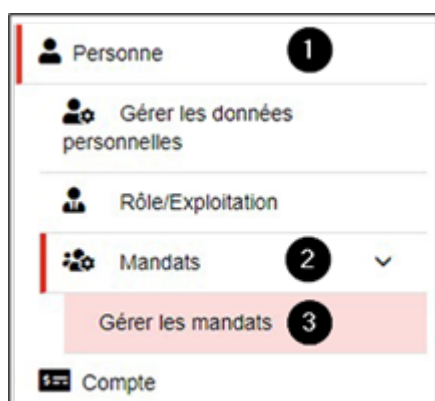 Personne 1
Gérer les données
personnelles
Rôle/Exploitation
Mandats 2
Gérer les mandats 3
Compte